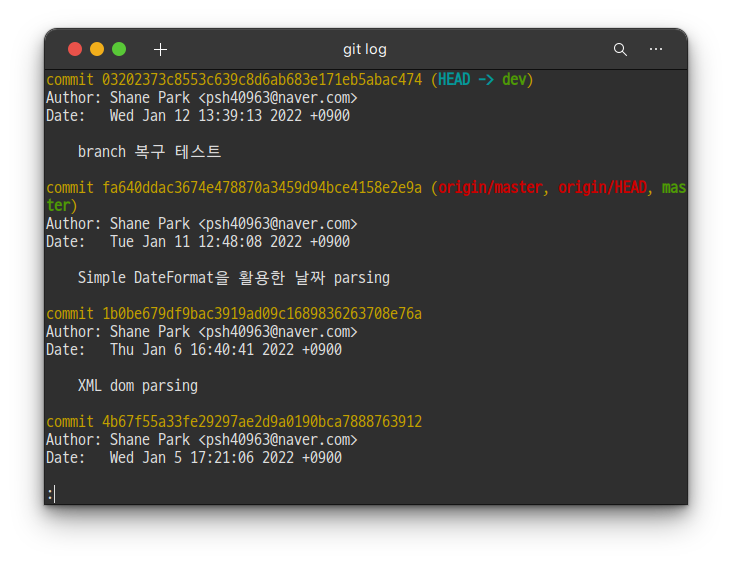 git log
commit 03202373c8553c639c8d6ab683e171eb5abac474 (HEAD -> dev)
Author: Shane Park <psh40963@naver.com>
Date:   Wed Jan 12 13:39:13 2022 +0900
branch 복구 테스트
commit fa640ddac3674e478870a3459d94bce4158e2e9a (origin/master, origin/HEAD, mas
ter)
Author: Shane Park <psh40963@naver.com>
Date:   Tue Jan 11 12:48:08 2022 +0900
Simple DateFormat을 활용한 날짜 parsing
commit 1b0be679df9bac3919ad09c1689836263708e76a
Author: Shane Park <psh40963@naver.com>
Date:   Thu Jan 6 16:40:41 2022 +0900
XML dom parsing
commit 4b67f55a33fe29297ae2d9a0190bca7888763912
Author: Shane Park <psh40963@naver.com>
Date:   Wed Jan 5 17:21:06 2022 +0900
: